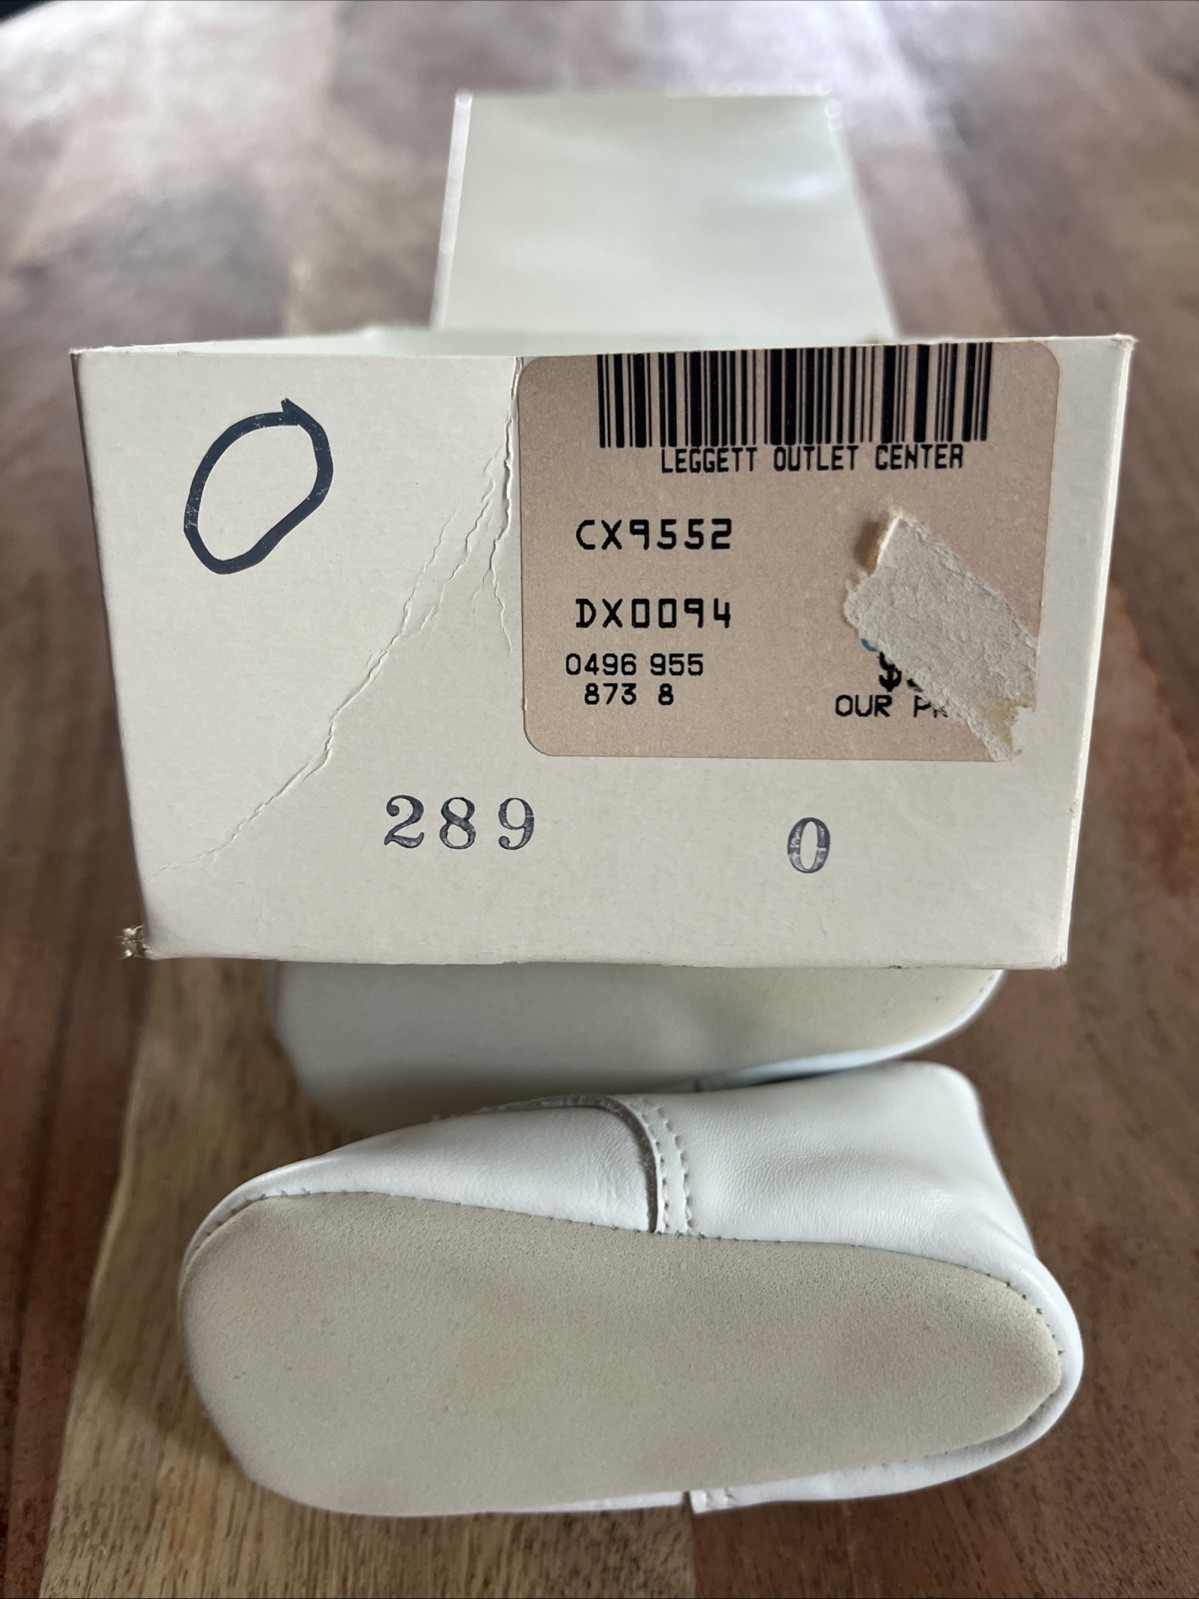 0
LEGGETT OUTLET CENTER
CX9552
DX0094
0496 955
873 8
$
OUR
289 0